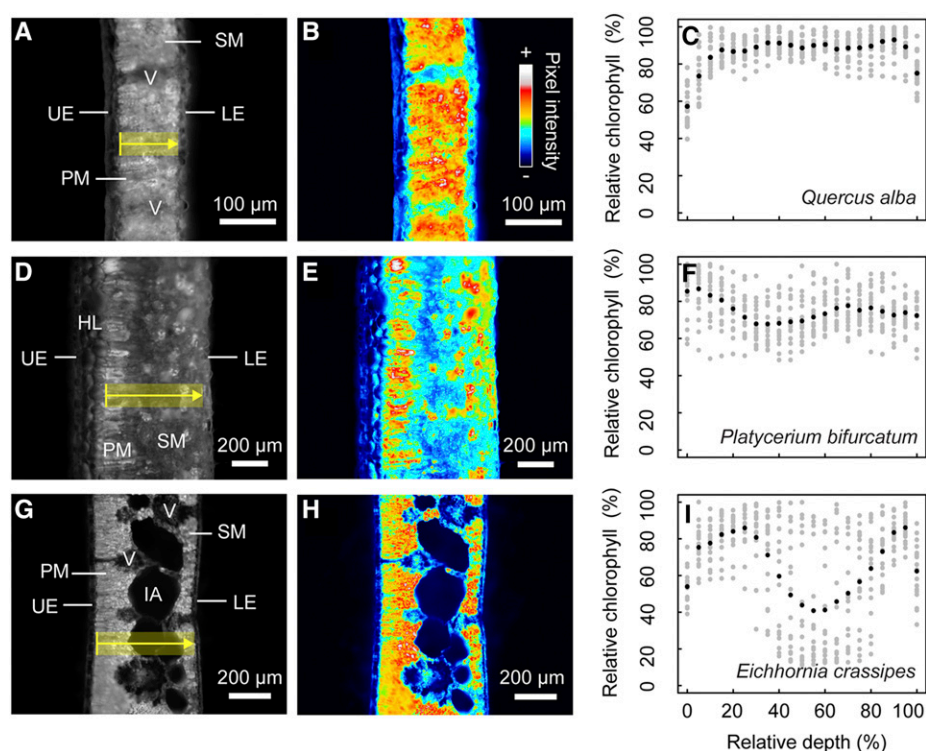 A
SM
V
UE
LE
PM
V
100 µm
B
+
Pixel intensity
-
100 µm
C
Relative chlorophyll (%)
100
80
60
40
20
0
Quercus alba
D
HL
UE
LE
PM
SM
200 µm
E
200 µm
F
Relative chlorophyll (%)
100
80
60
40
20
0
Platycerium bifurcatum
G
V
SM
V
PM
IA
UE
LE
200 µm
H
200 µm
I
Relative chlorophyll (%)
100
80
60
40
20
0
Eichhornia crassipes
0 20 40 60 80 100
Relative depth (%)